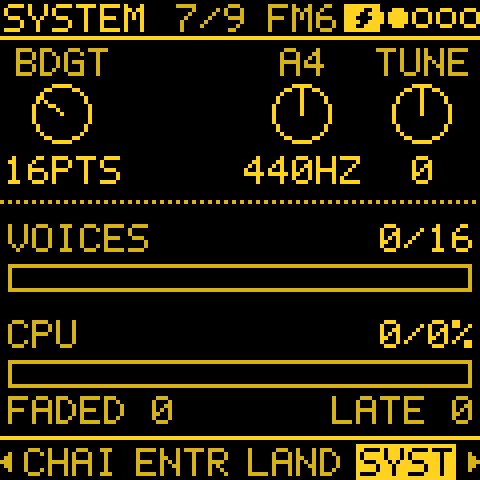 SYSTEM 7/9 FM6 f
BDGT A4 TUNE
16PTS 440HZ 0
VOICES 0/16
CPU 0/0%
FADED 0 LATE 0
CHAI ENTR LAND SYST